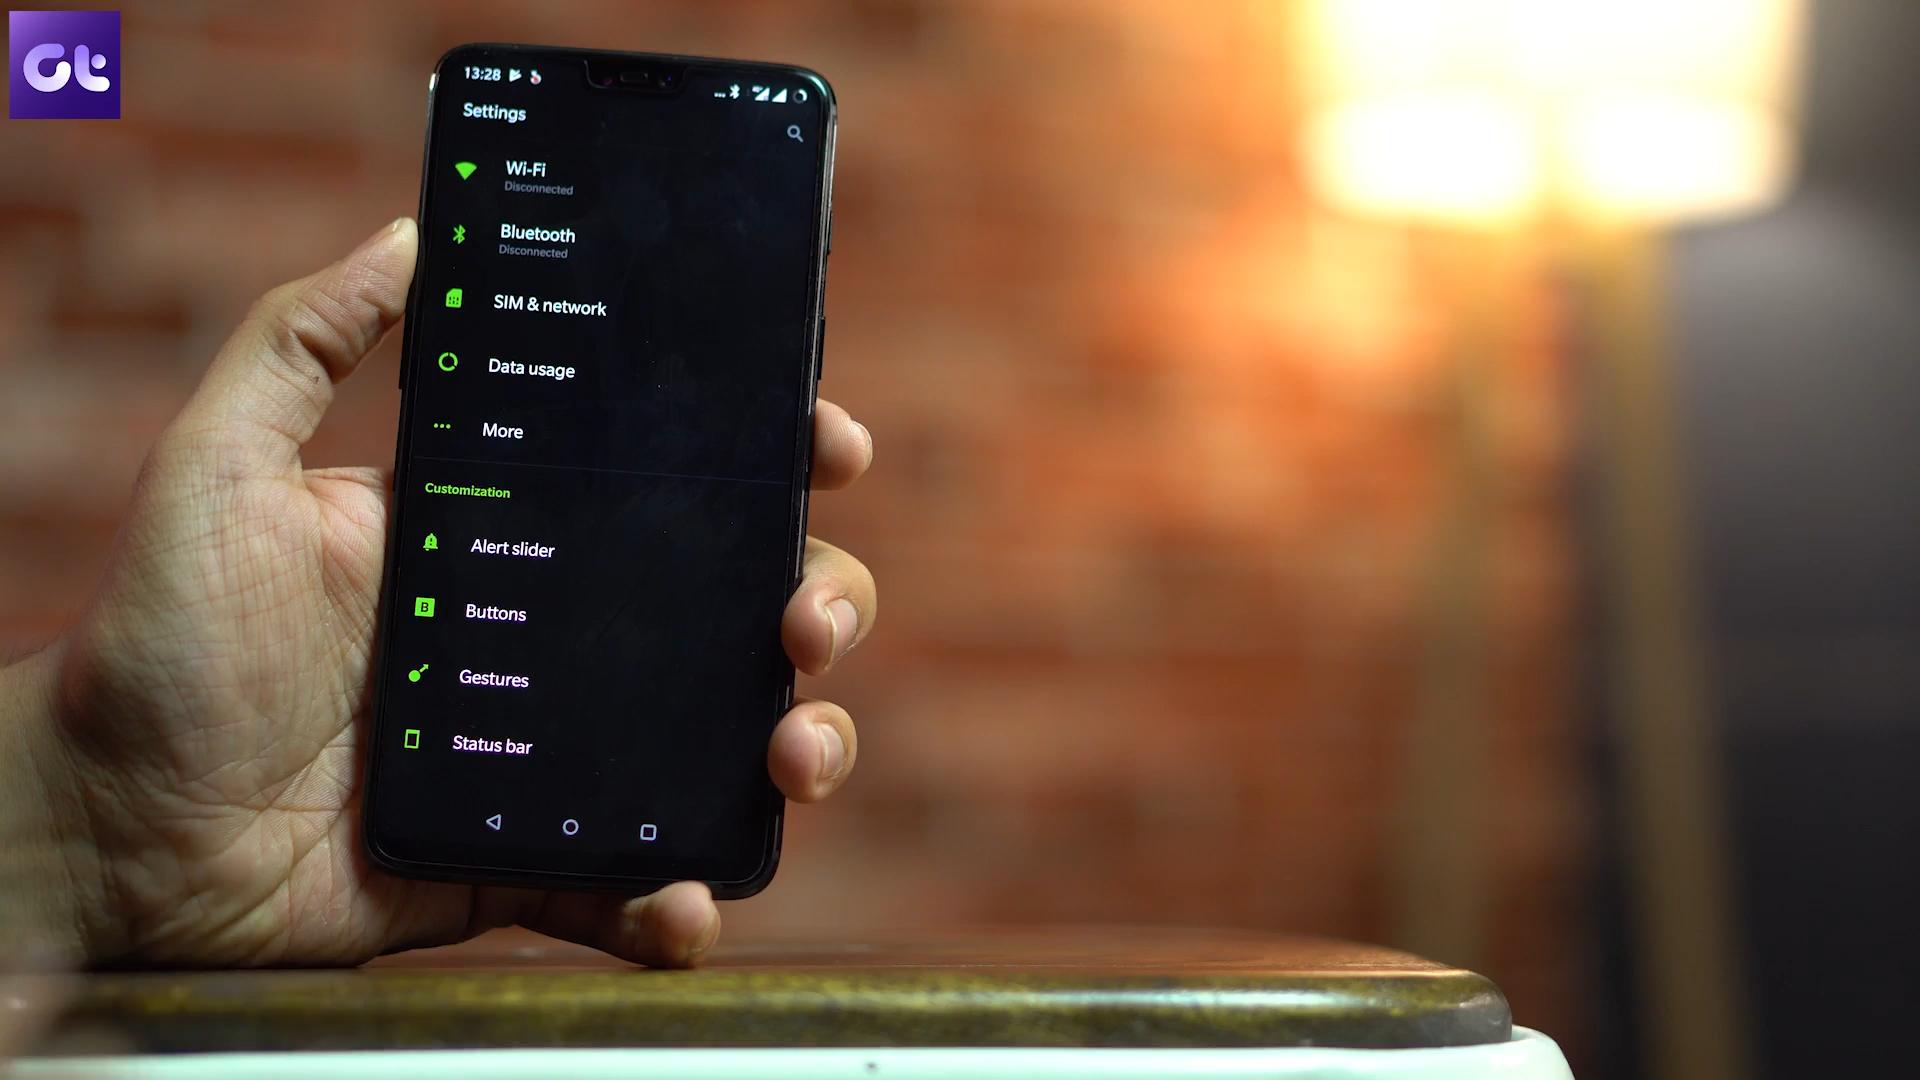 Gt
13:28
Settings
Wi-Fi
Disconnected
Bluetooth
Disconnected
SIM & network
Data usage
More
Customization
Alert slider
B
Buttons
Gestures
Status bar